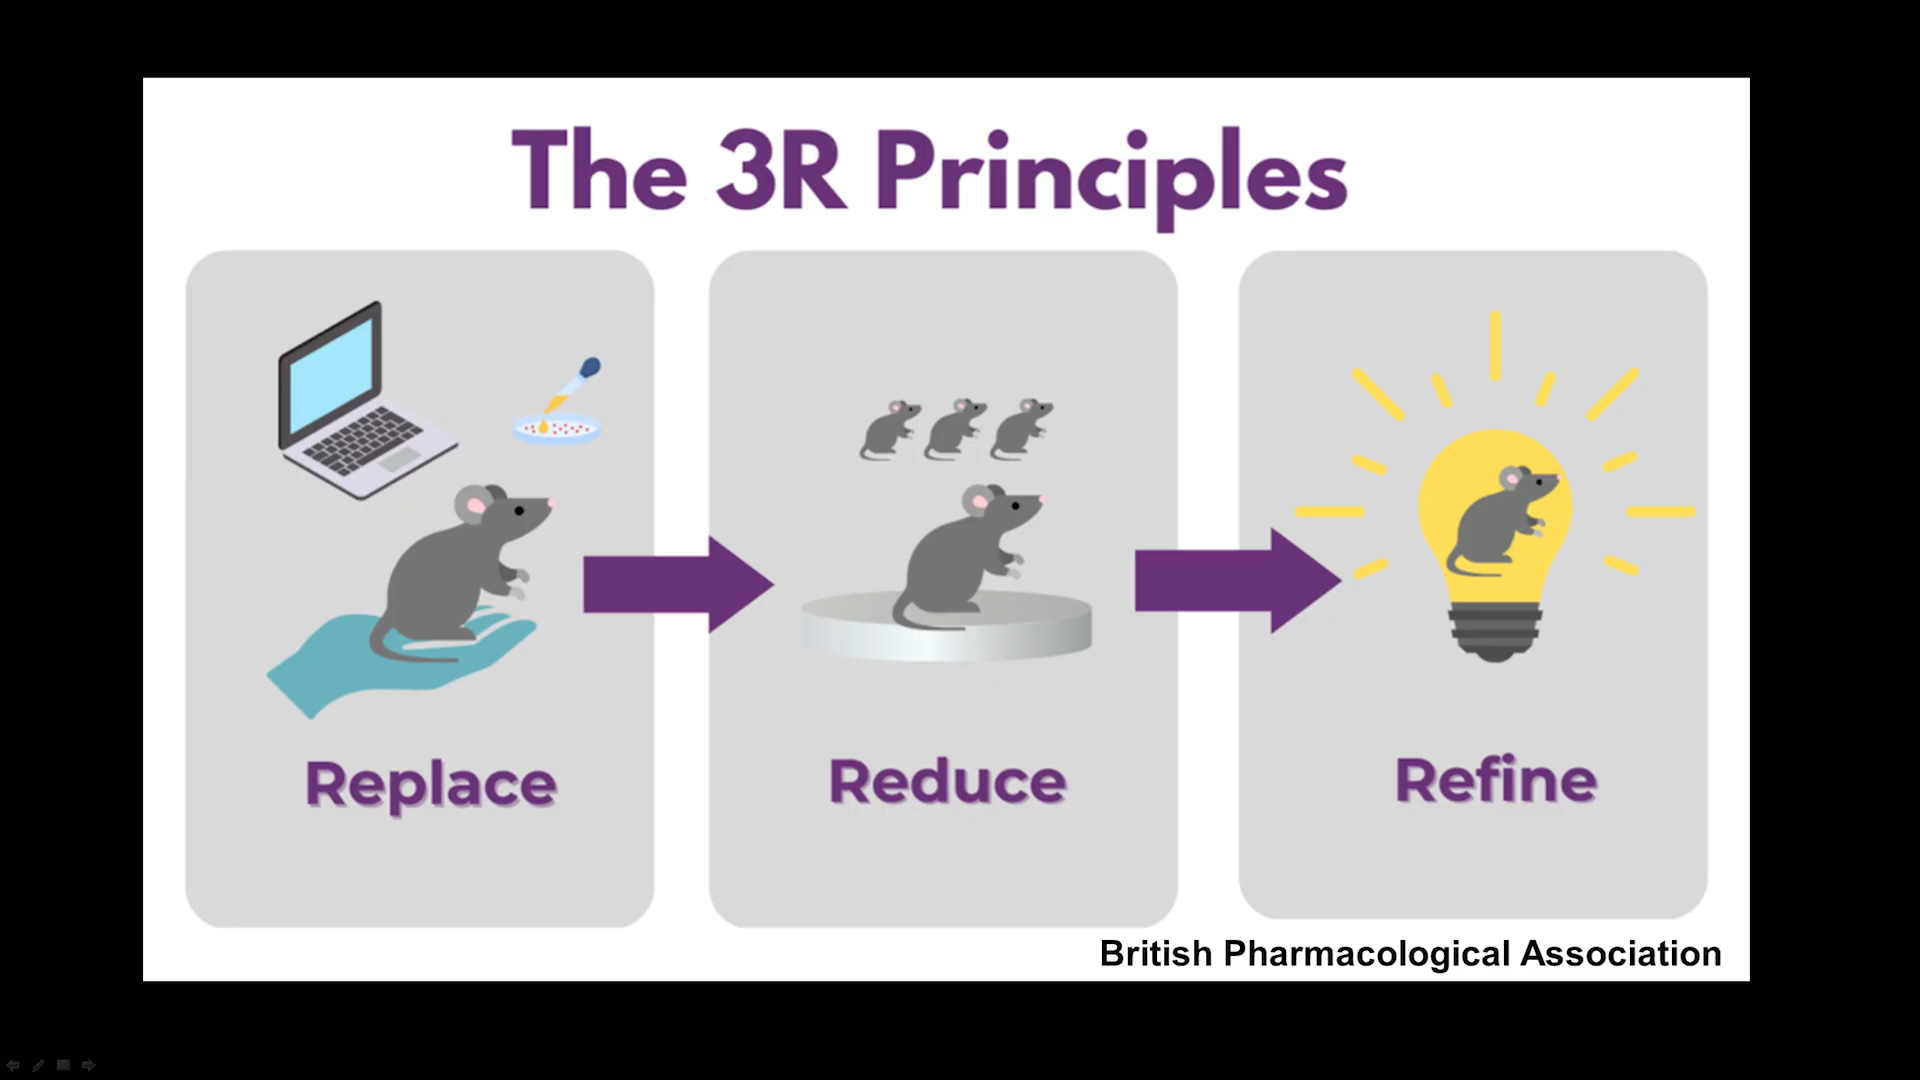 The 3R Principles
Replace
Reduce
Refine
British Pharmacological Association